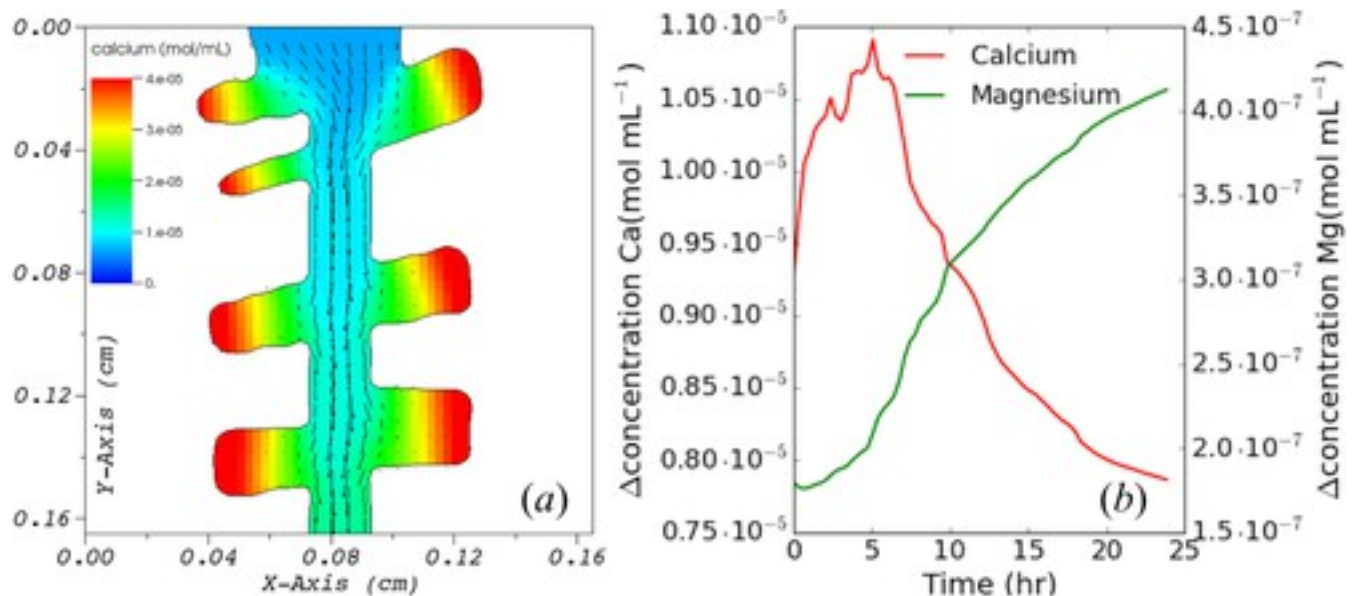 0.00
0.04
0.08
0.12
0.16
Y-Axis (cm)
calcium (mol/mL)
4e-05
3e-05
2e-05
1e-05
0.
(a)
0.00 0.04 0.08 0.12 0.16
X-Axis (cm)
Δconcentration Ca(mol mL⁻¹)
1.10·10⁻⁵
1.05·10⁻⁵
1.00·10⁻⁵
0.95·10⁻⁵
0.90·10⁻⁵
0.85·10⁻⁵
0.80·10⁻⁵
0.75·10⁻⁵
Calcium
Magnesium
(b)
0 5 10 15 20 25
Time (hr)
4.5·10⁻⁷
4.0·10⁻⁷
3.5·10⁻⁷
3.0·10⁻⁷
2.5·10⁻⁷
2.0·10⁻⁷
1.5·10⁻⁷
Δconcentration Mg(mol mL⁻¹)